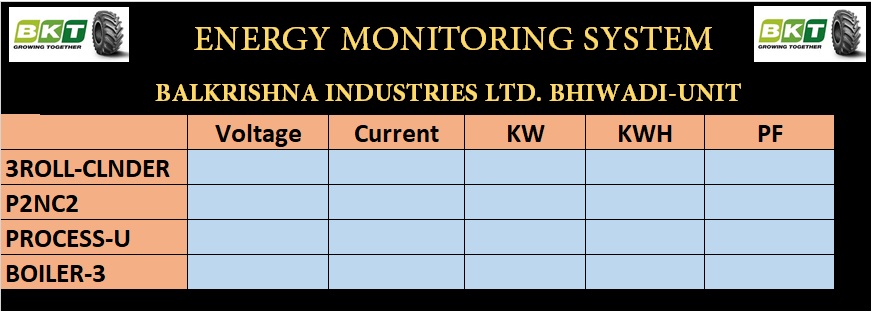 BKT
GROWING TOGETHER
ENERGY MONITORING SYSTEM
BKT
GROWING TOGETHER
BALKRISHNA INDUSTRIES LTD. BHIWADI-UNIT
Voltage Current KW KWH PF
3ROLL-CLNDER
P2NC2
PROCESS-U
BOILER-3